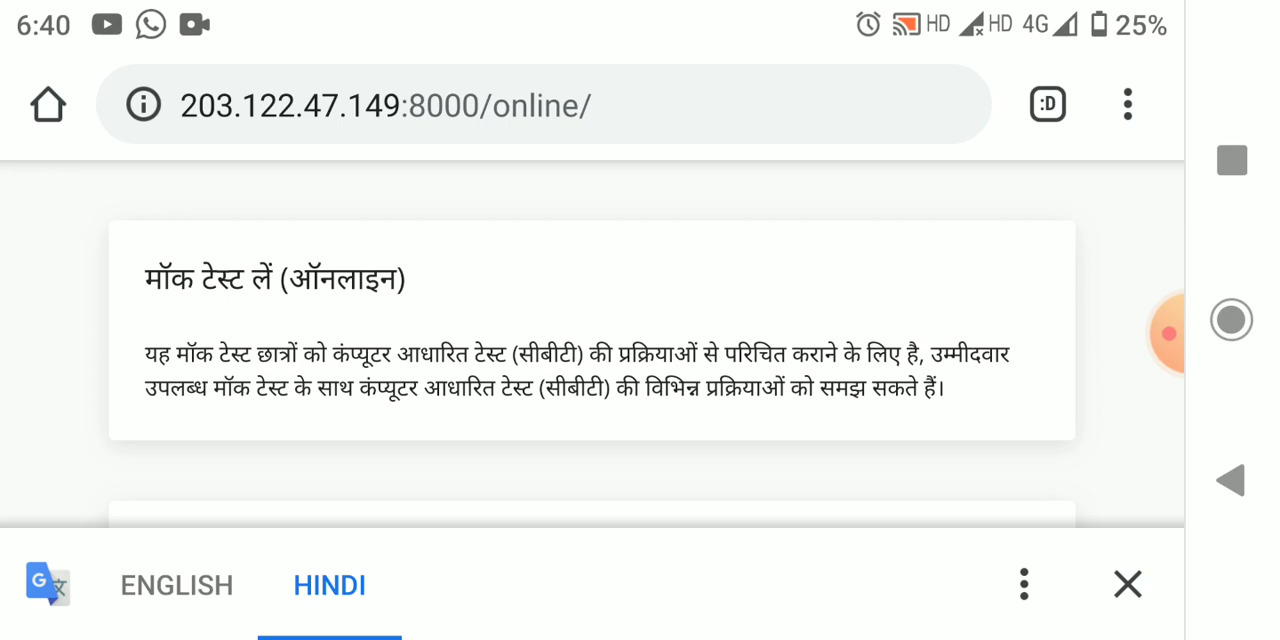 6:40 HD HD 4G 25%
203.122.47.149:8000/online/ :D
मॉक टेस्ट लें (ऑनलाइन)
यह मॉक टेस्ट छात्रों को कंप्यूटर आधारित टेस्ट (सीबीटी) की प्रक्रियाओं से परिचित कराने के लिए है, उम्मीदवार
उपलब्ध मॉक टेस्ट के साथ कंप्यूटर आधारित टेस्ट (सीबीटी) की विभिन्न प्रक्रियाओं को समझ सकते हैं।
G 文 ENGLISH HINDI